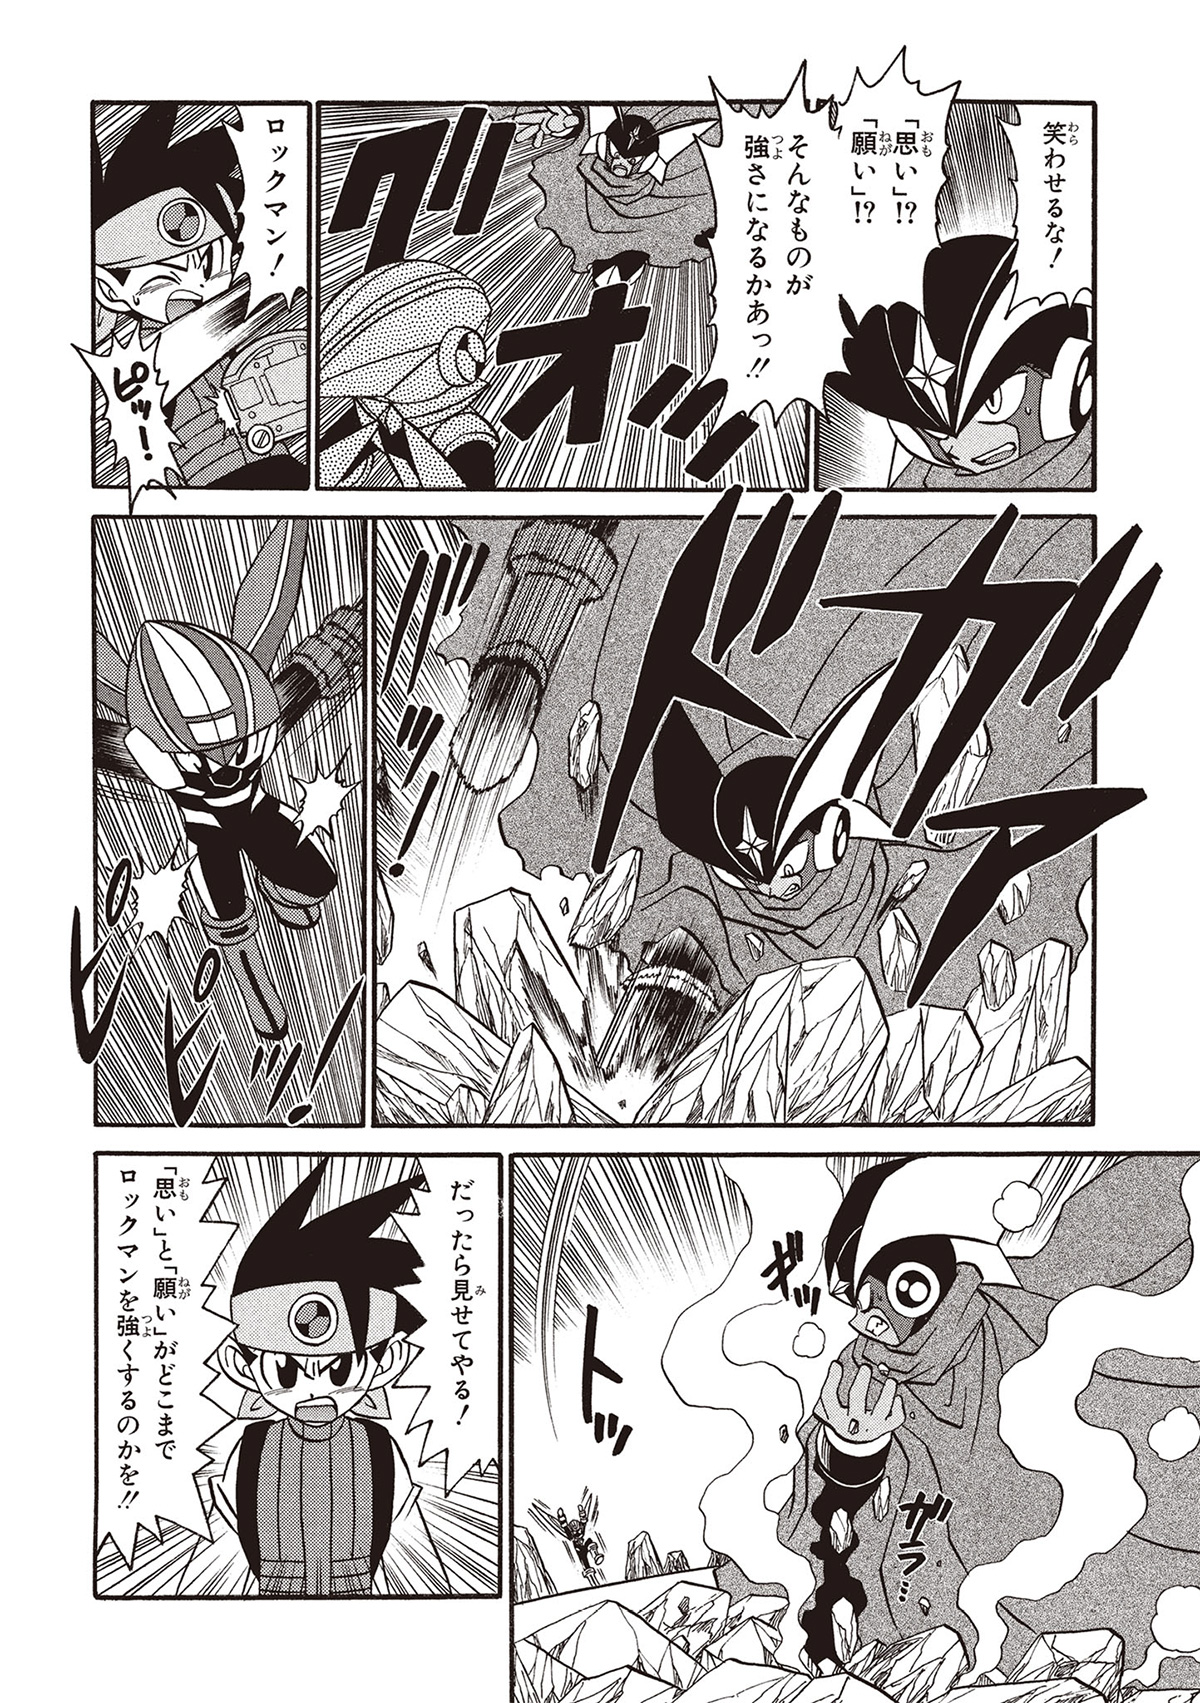 笑わせるな！
「思い」!?
「願い」!?
そんなものが
強さになるかあっ!!
グオオッ
ロックマン！
ピッ！
ドガァッ!!
ピピピッ！
ギギッ
トッ
ガラ…
だったら見せてやる！
「思い」と「願い」がどこまで
ロックマンを強くするのかを!!